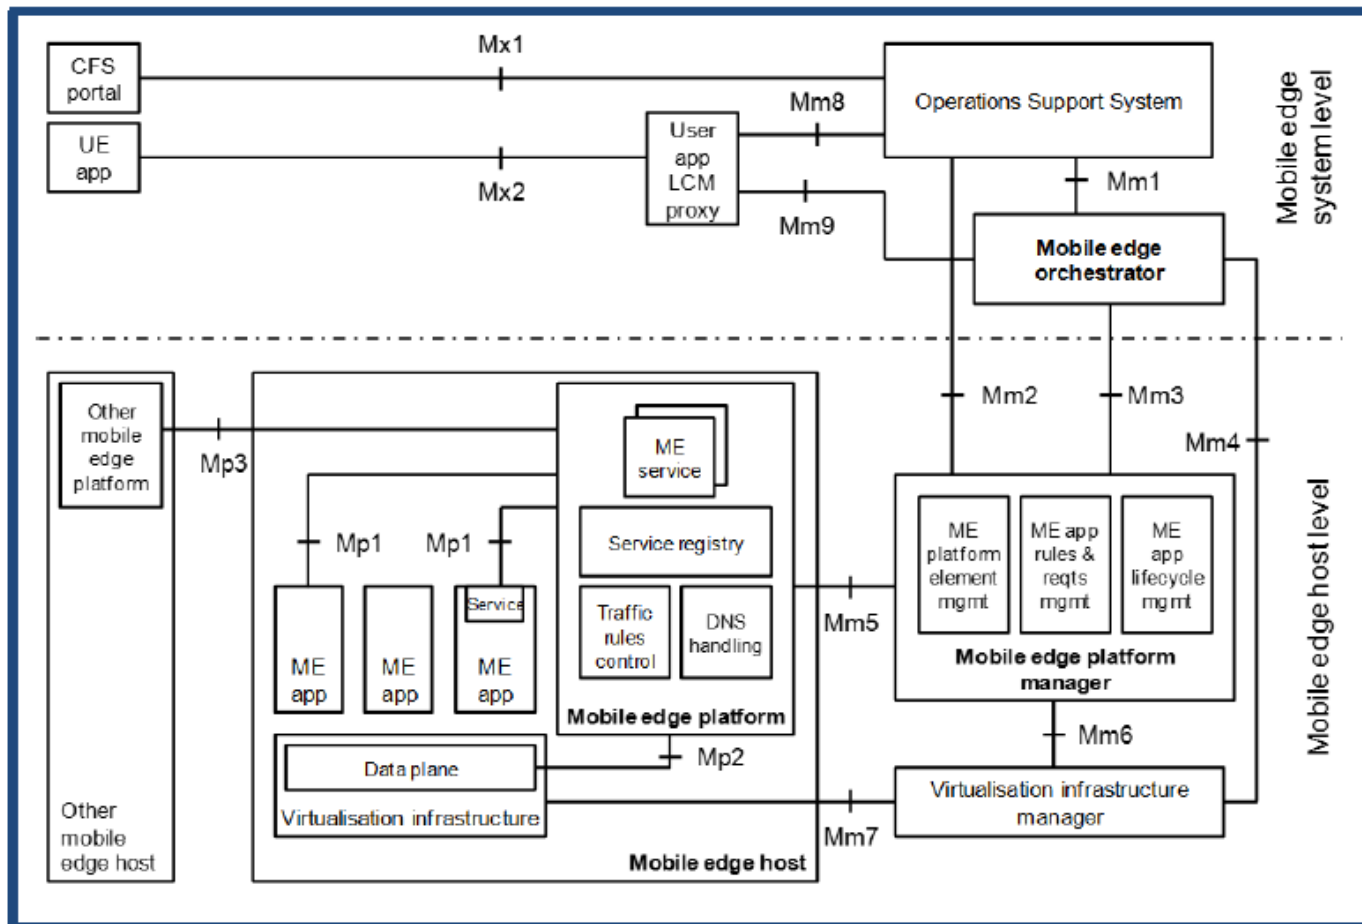 CFS
portal
Mx1
Operations Support System
UE
app
Mx2
User
app
LCM
proxy
Mm8
Mm9
Mm1
Mobile edge
orchestrator
Mobile edge
system level
Other
mobile
edge
platform
Mp3
ME
service
Service registry
Traffic
rules
control
DNS
handling
Mobile edge platform
Mp1
Mp1
ME
app
ME
app
Service
ME
app
Mp2
Data plane
Virtualisation infrastructure
Mobile edge host
Other
mobile
edge host
Mm2
Mm3
Mm4
Mm5
ME
platform
element
mgmt
ME app
rules &
reqts
mgmt
ME
app
lifecycle
mgmt
Mobile edge platform
manager
Mm6
Mm7
Virtualisation infrastructure
manager
Mobile edge host level